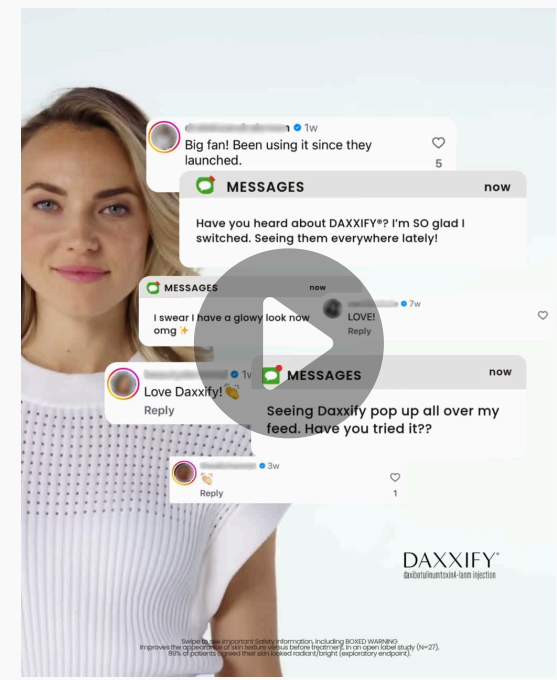 1w
Big fan! Been using it since they
launched.
5
MESSAGES now
Have you heard about DAXXIFY®? I'm SO glad I
switched. Seeing them everywhere lately!
MESSAGES now
I swear I have a glowy look now
omg ✨
7w
LOVE!
Reply
Love Daxxify! 👏
Reply
MESSAGES now
Seeing Daxxify pop up all over my
feed. Have you tried it??
3w
👏
Reply
1
DAXXIFY
daxibotulinumtoxinA-lanm injection
Swipe to see Important Safety Information, including BOXED WARNING
Improves the appearance of skin texture versus before treatment. In an open label study (N=27),
89% of patients agreed their skin looked radiant/bright (exploratory endpoint).